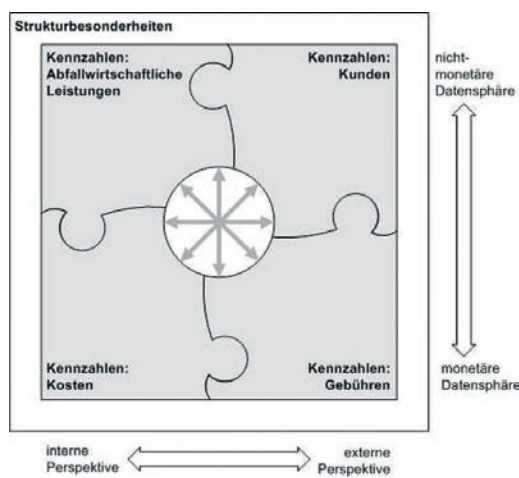 Strukturbesonderheiten
Kennzahlen:
Abfallwirtschaftliche
Leistungen
Kennzahlen:
Kunden
nicht-
monetäre
Datensphäre
Kennzahlen:
Kosten
Kennzahlen:
Gebühren
monetäre
Datensphäre
interne
Perspektive
externe
Perspektive